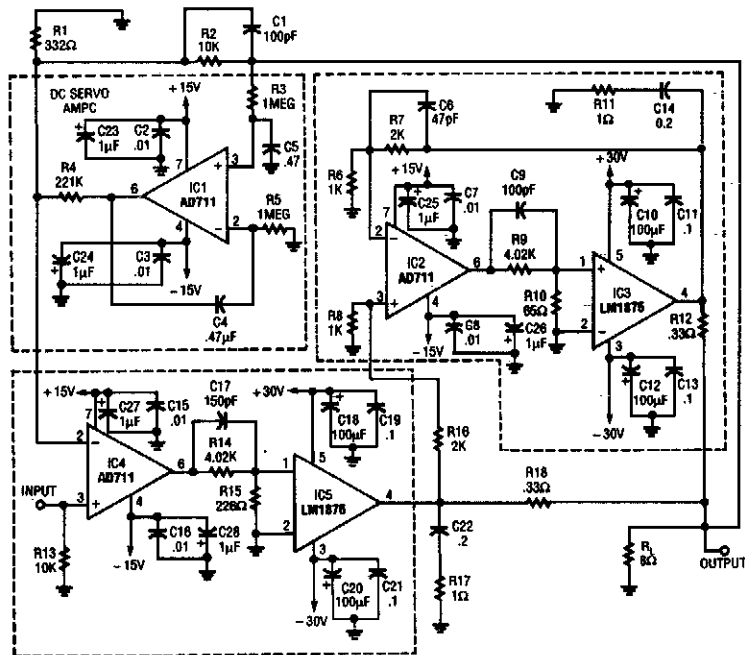 R1
332Ω
R2
10K
C1
100pF
DC SERVO
AMPC
+15V
R3
1MEG
C23
1µF
C2
.01
C5
.47
7
3
+
R4
221K
6
IC1
AD711
R5
1MEG
2
−
4
C24
1µF
C3
.01
−15V
C4
.47µF
C6
47pF
R7
2K
R11
1Ω
C14
0.2
R6
1K
+15V
C9
100pF
+30V
7
C25
1µF
C7
.01
C10
100µF
C11
.1
2
−
IC2
AD711
6
R9
4.02K
1
+
5
IC3
LM1875
4
R8
1K
3
+
R10
65Ω
2
−
R12
.33Ω
4
C8
.01
C26
1µF
−15V
3
C12
100µF
C13
.1
−30V
+15V
C17
150pF
+30V
7
C27
1µF
C15
.01
C18
100µF
C19
.1
2
−
IC4
AD711
6
R14
4.02K
5
R16
2K
INPUT
3
+
R15
226Ω
1
IC5
LM1876
4
R18
.33Ω
4
2
R13
10K
C16
.01
C28
1µF
−15V
3
C22
.2
C20
100µF
C21
.1
R17
1Ω
−30V
RL
8Ω
OUTPUT